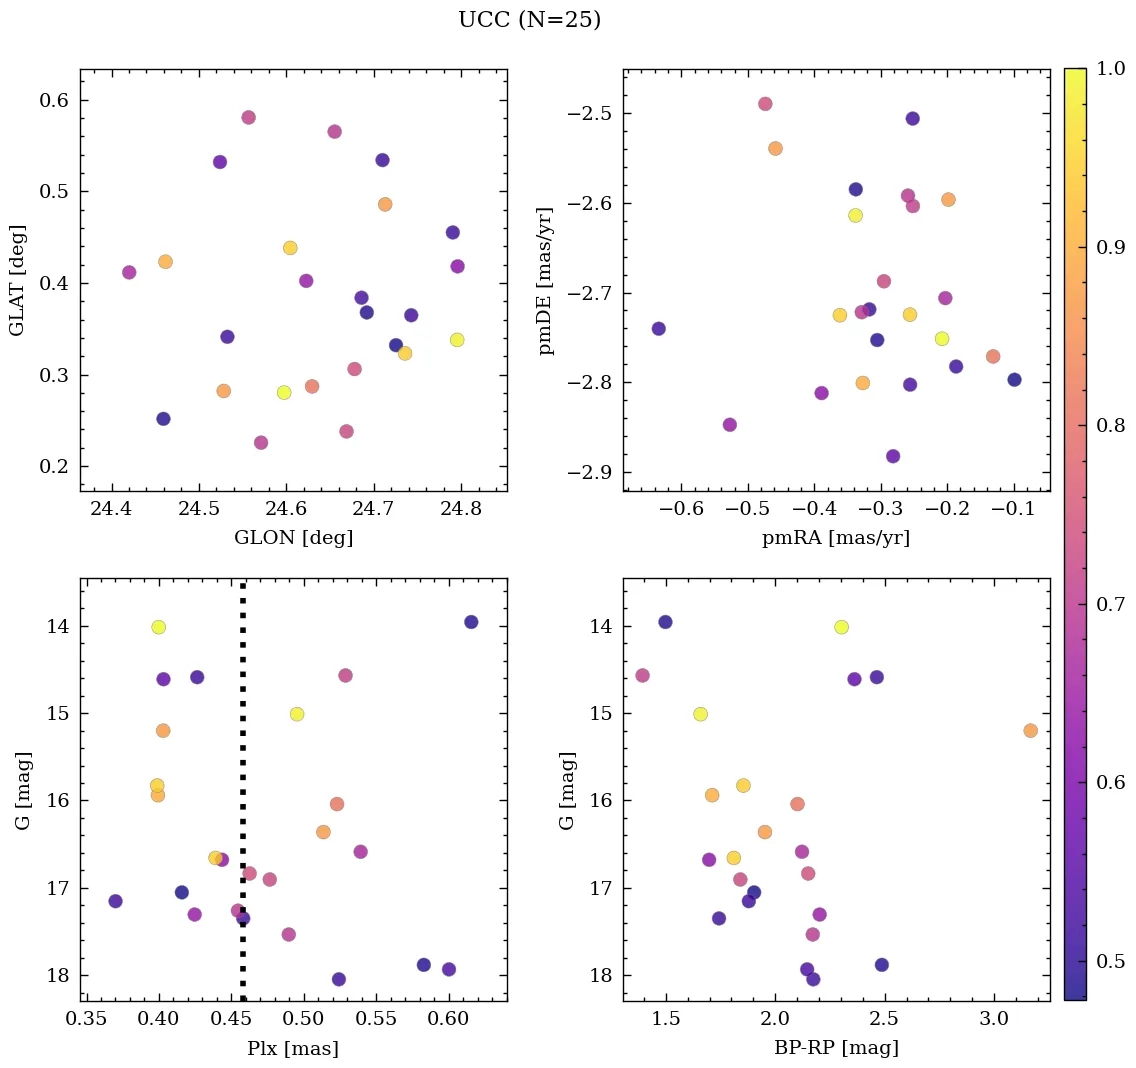 UCC (N=25)
0.6
0.5
0.4
0.3
0.2
GLAT [deg]
24.4 24.5 24.6 24.7 24.8
GLON [deg]
−2.5
−2.6
−2.7
−2.8
−2.9
pmDE [mas/yr]
−0.6 −0.5 −0.4 −0.3 −0.2 −0.1
pmRA [mas/yr]
14
15
16
17
18
G [mag]
0.35 0.40 0.45 0.50 0.55 0.60
Plx [mas]
14
15
16
17
18
G [mag]
1.5 2.0 2.5 3.0
BP-RP [mag]
1.0
0.9
0.8
0.7
0.6
0.5